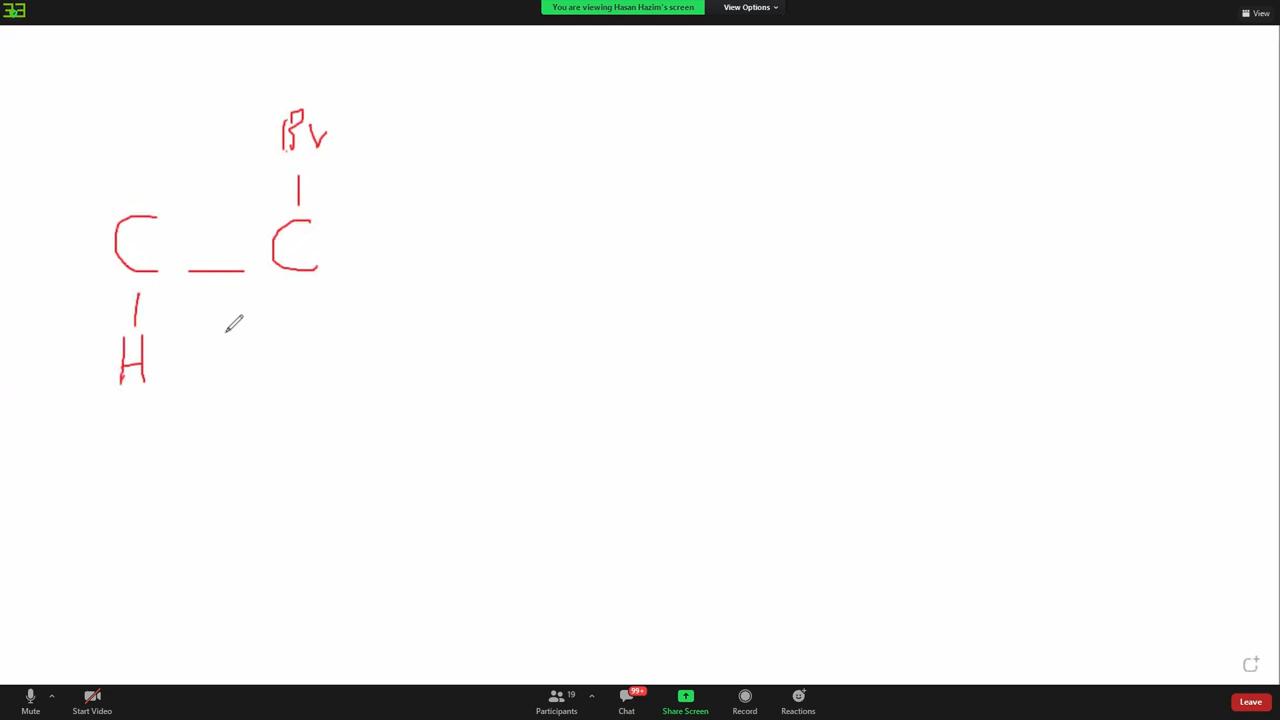 You are viewing Hasan Hazim's screen
View Options
View
Br
C — C
H
Mute
Start Video
Participants
19
Chat
99+
Share Screen
Record
Reactions
Leave